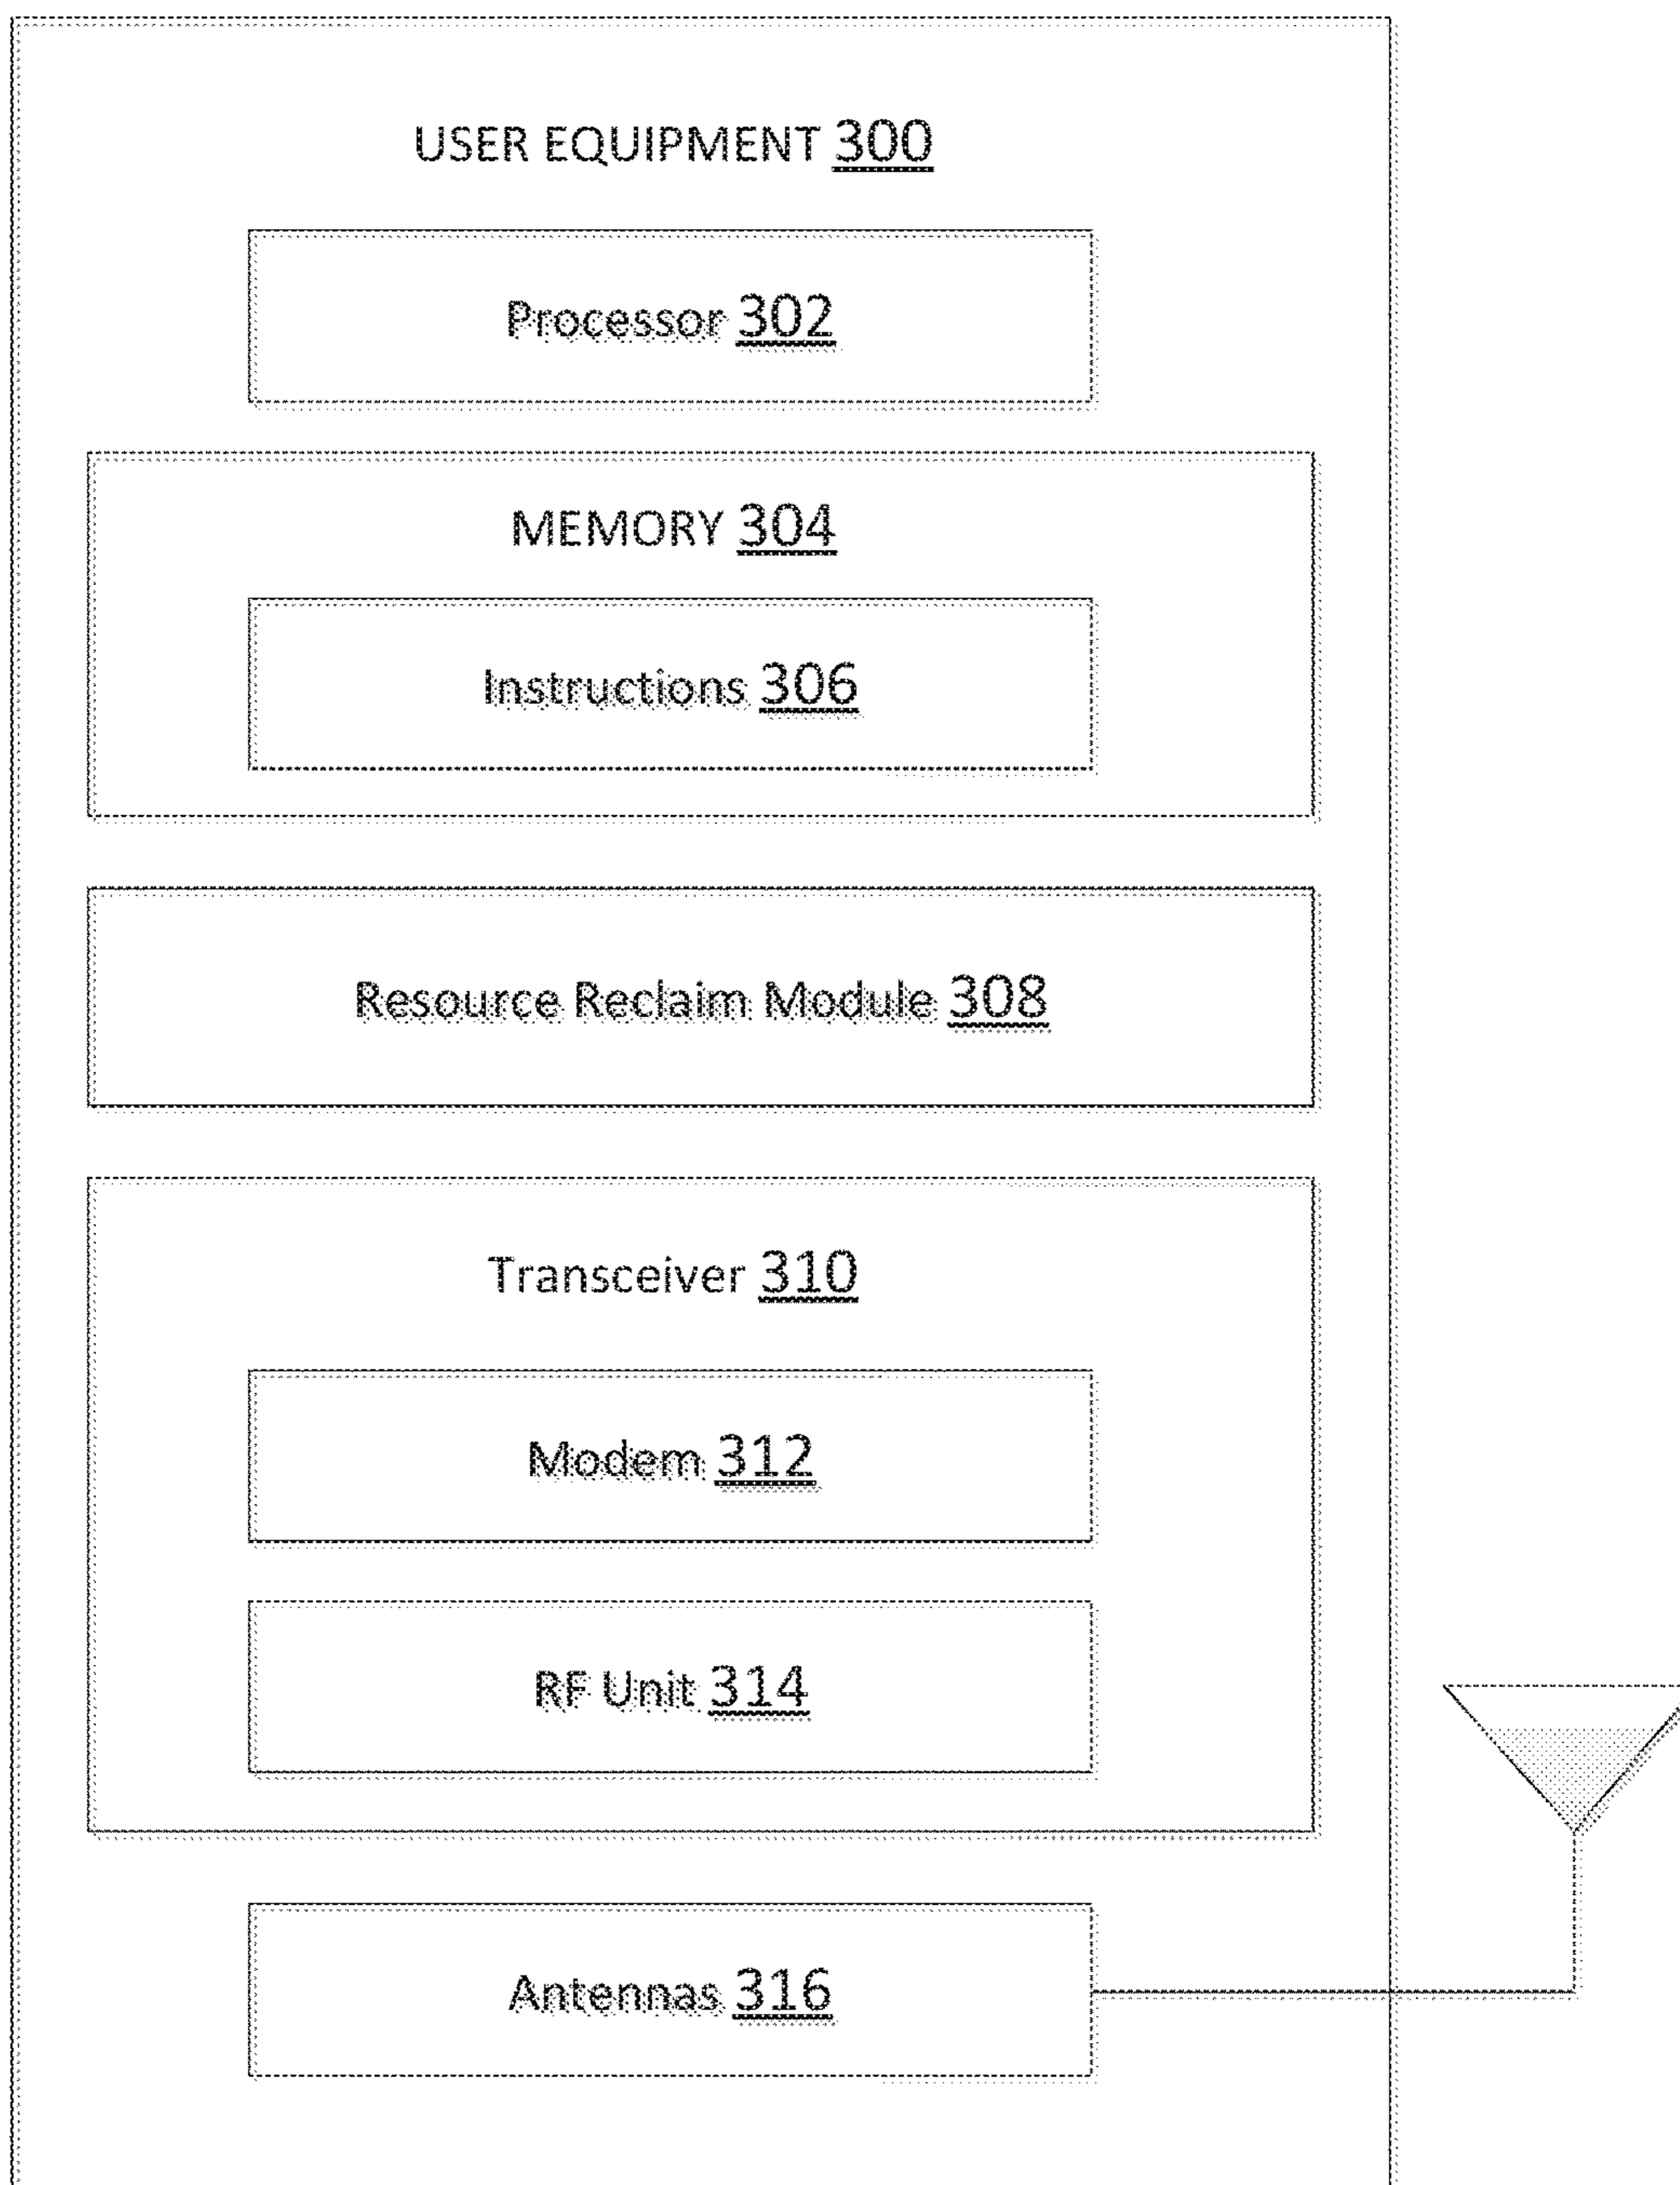 USER EQUIPMENT 300
Processor 302
MEMORY 304
Instructions 306
Resource Reclaim Module 308
Transceiver 310
Modem 312
RF Unit 314
Antennas 316